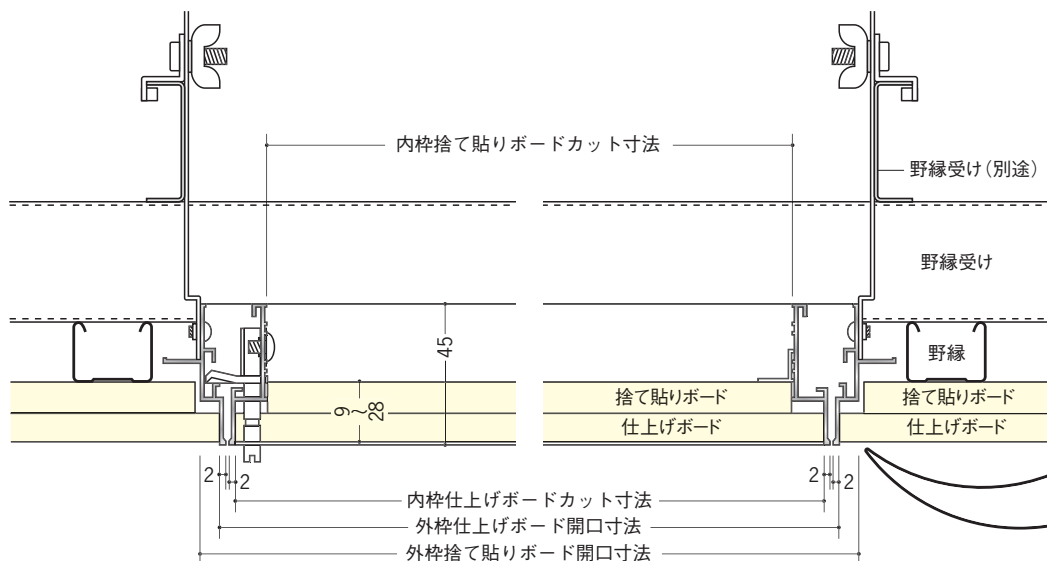 内枠捨て貼りボードカット寸法
野縁受け(別途)
野縁受け
45
野縁
9〜28
捨て貼りボード
捨て貼りボード
仕上げボード
仕上げボード
2
2
2
2
内枠仕上げボードカット寸法
外枠仕上げボード開口寸法
外枠捨て貼りボード開口寸法